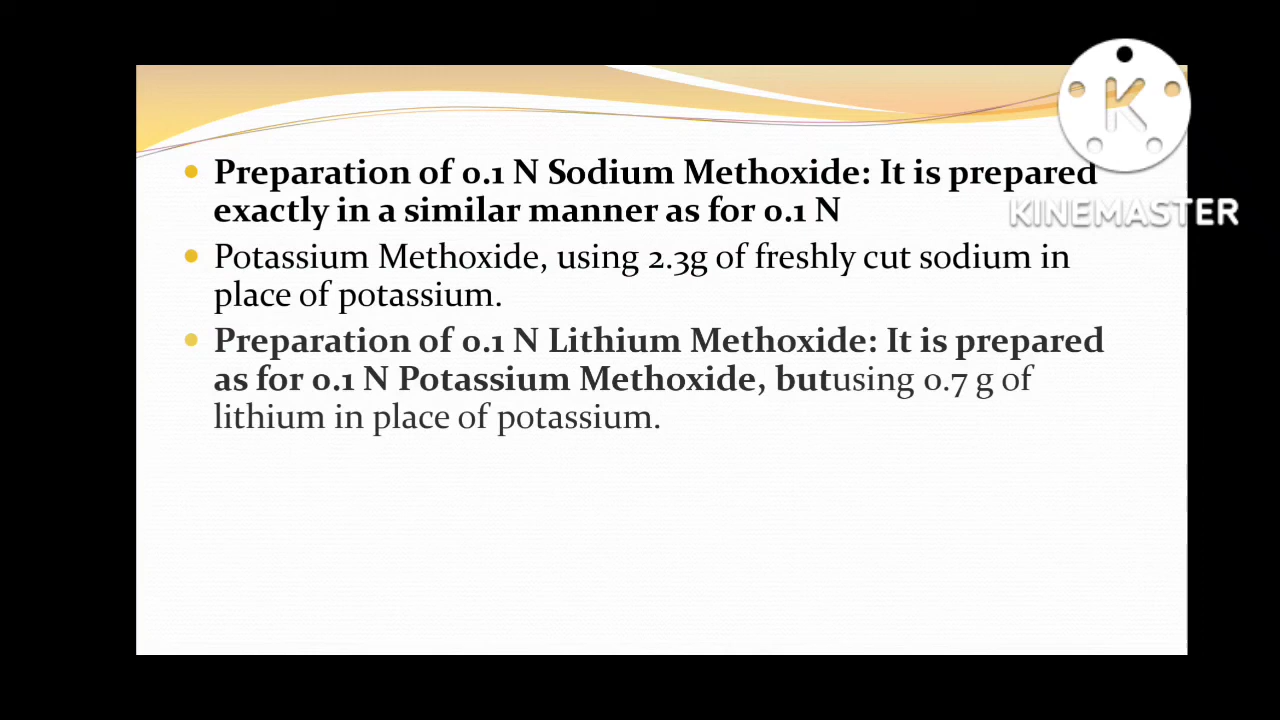 Preparation of 0.1 N Sodium Methoxide: It is prepared
exactly in a similar manner as for 0.1 N
Potassium Methoxide, using 2.3g of freshly cut sodium in
place of potassium.
Preparation of 0.1 N Lithium Methoxide: It is prepared
as for 0.1 N Potassium Methoxide, butusing 0.7 g of
lithium in place of potassium.
K
KINEMASTER